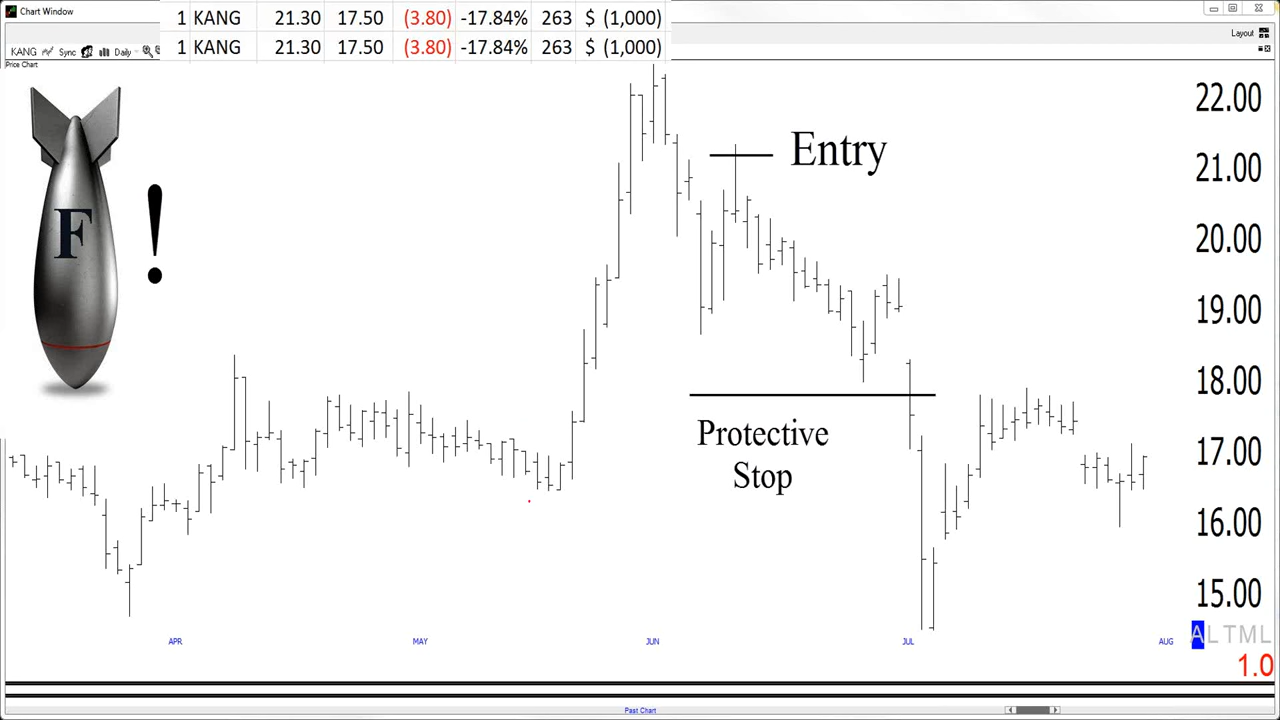 Chart Window
1 KANG 21.30 17.50 (3.80) -17.84% 263 $ (1,000)
1 KANG 21.30 17.50 (3.80) -17.84% 263 $ (1,000)
Layout
KANG Sync Daily
Price Chart
F !
Entry
Protective
Stop
22.00
21.00
20.00
19.00
18.00
17.00
16.00
15.00
APR MAY JUN JUL AUG
A L T M L
1.0
Past Chart